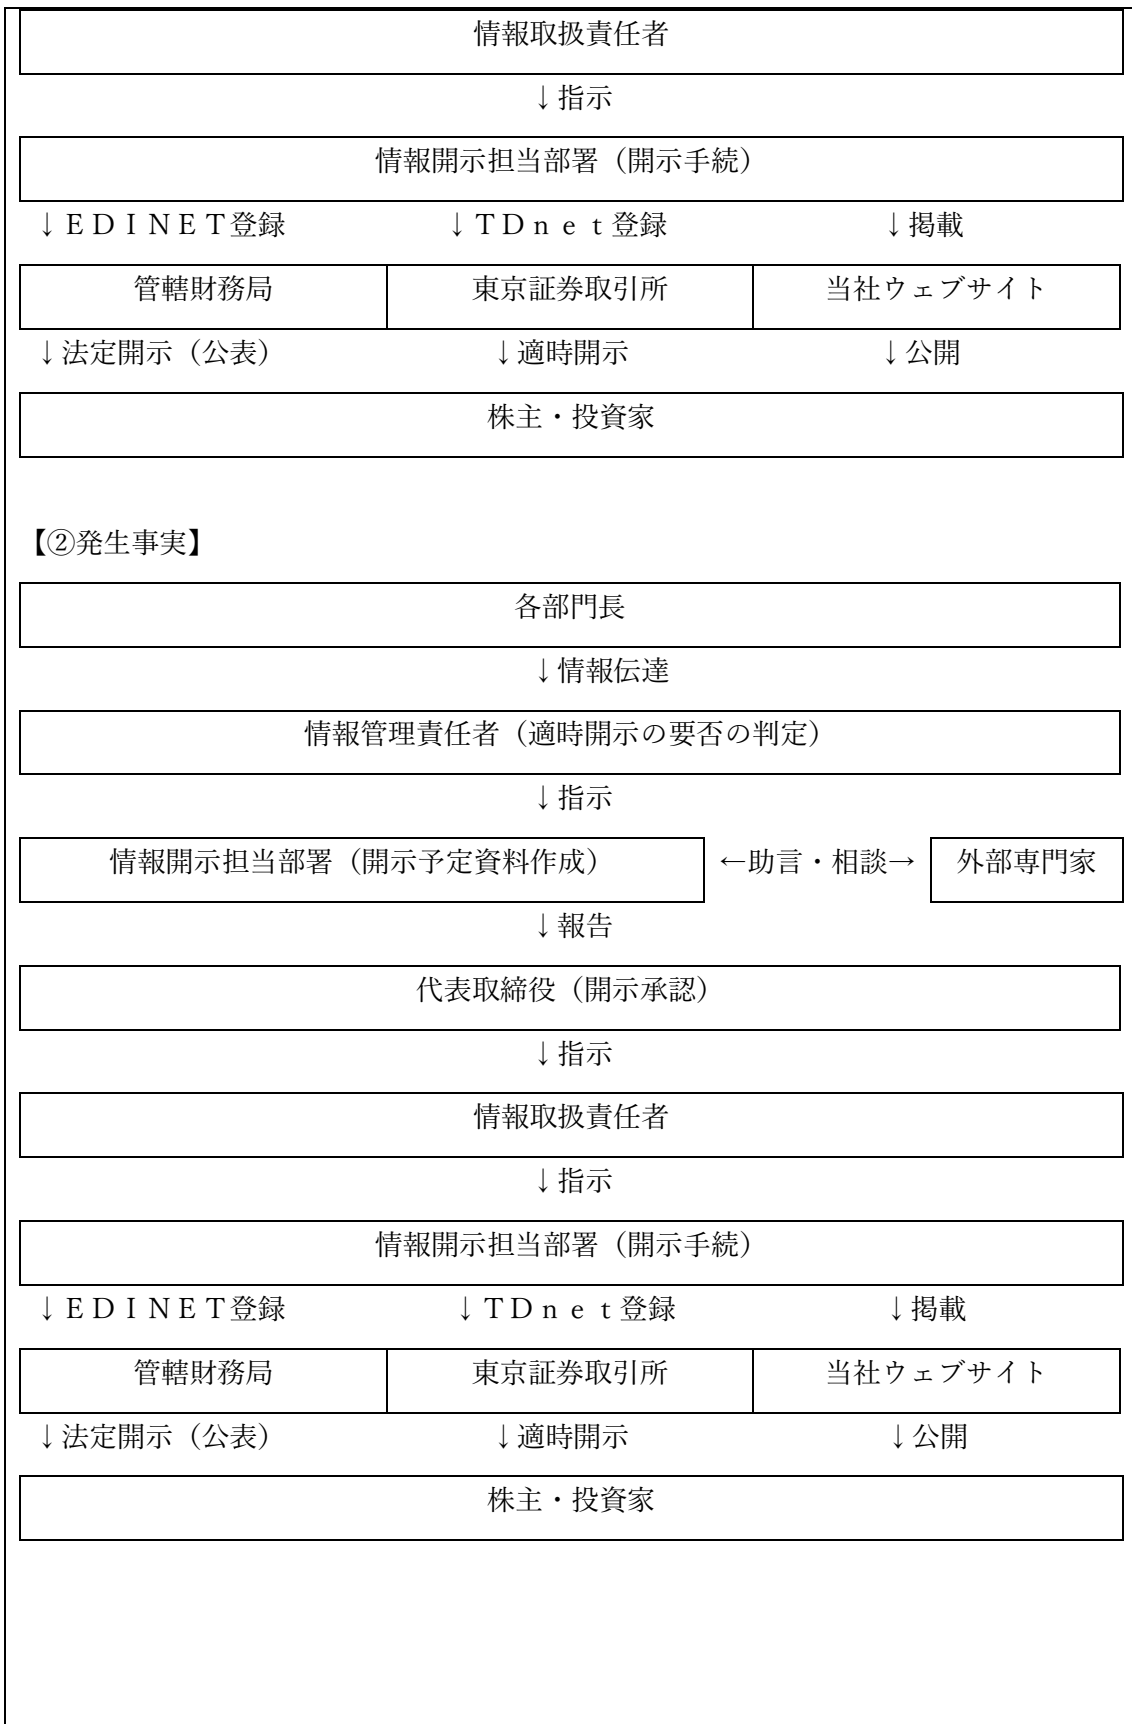 情報取扱責任者
↓指示
情報開示担当部署（開示手続）
↓ＥＤＩＮＥＴ登録 ↓ＴＤｎｅｔ登録 ↓掲載
管轄財務局 東京証券取引所 当社ウェブサイト
↓法定開示（公表） ↓適時開示 ↓公開
株主・投資家
【②発生事実】
各部門長
↓情報伝達
情報管理責任者（適時開示の要否の判定）
↓指示
情報開示担当部署（開示予定資料作成） ←助言・相談→ 外部専門家
↓報告
代表取締役（開示承認）
↓指示
情報取扱責任者
↓指示
情報開示担当部署（開示手続）
↓ＥＤＩＮＥＴ登録 ↓ＴＤｎｅｔ登録 ↓掲載
管轄財務局 東京証券取引所 当社ウェブサイト
↓法定開示（公表） ↓適時開示 ↓公開
株主・投資家